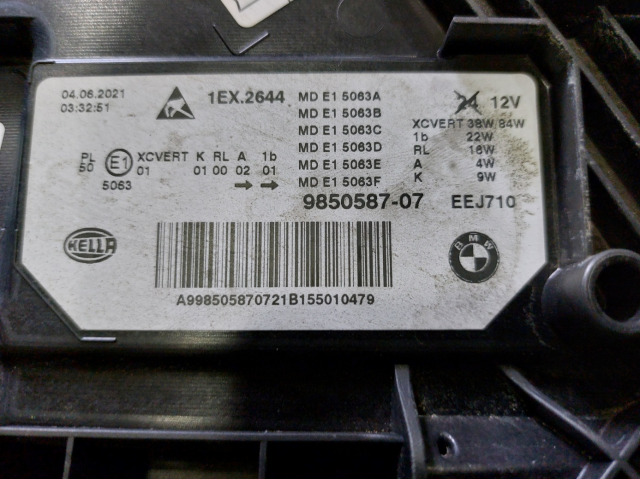 04.06.2021
03:32:51
1EX.2644
MD E1 5063A
MD E1 5063B
MD E1 5063C
MD E1 5063D
MD E1 5063E
MD E1 5063F
24 12V
XCVERT 38W 84W
1b 22W
RL 18W
A 4W
K 9W
PL
50
E1
5063
XCVERT K RL A 1b
01 01 00 02 01
9850587-07 EEJ710
HELLA
BMW
A998505870721B155010479